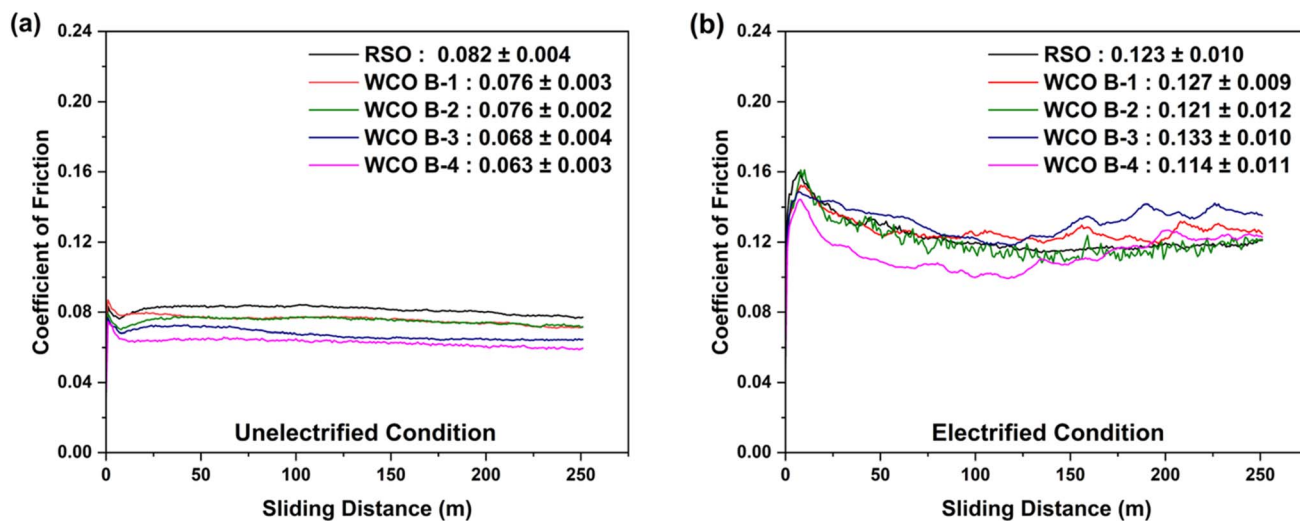 (a)
0.24
0.20
0.16
0.12
0.08
0.04
0.00
Coefficient of Friction
RSO : 0.082 ± 0.004
WCO B-1 : 0.076 ± 0.003
WCO B-2 : 0.076 ± 0.002
WCO B-3 : 0.068 ± 0.004
WCO B-4 : 0.063 ± 0.003
Unelectrified Condition
0 50 100 150 200 250
Sliding Distance (m)
(b)
0.24
0.20
0.16
0.12
0.08
0.04
0.00
Coefficient of Friction
RSO : 0.123 ± 0.010
WCO B-1 : 0.127 ± 0.009
WCO B-2 : 0.121 ± 0.012
WCO B-3 : 0.133 ± 0.010
WCO B-4 : 0.114 ± 0.011
Electrified Condition
0 50 100 150 200 250
Sliding Distance (m)